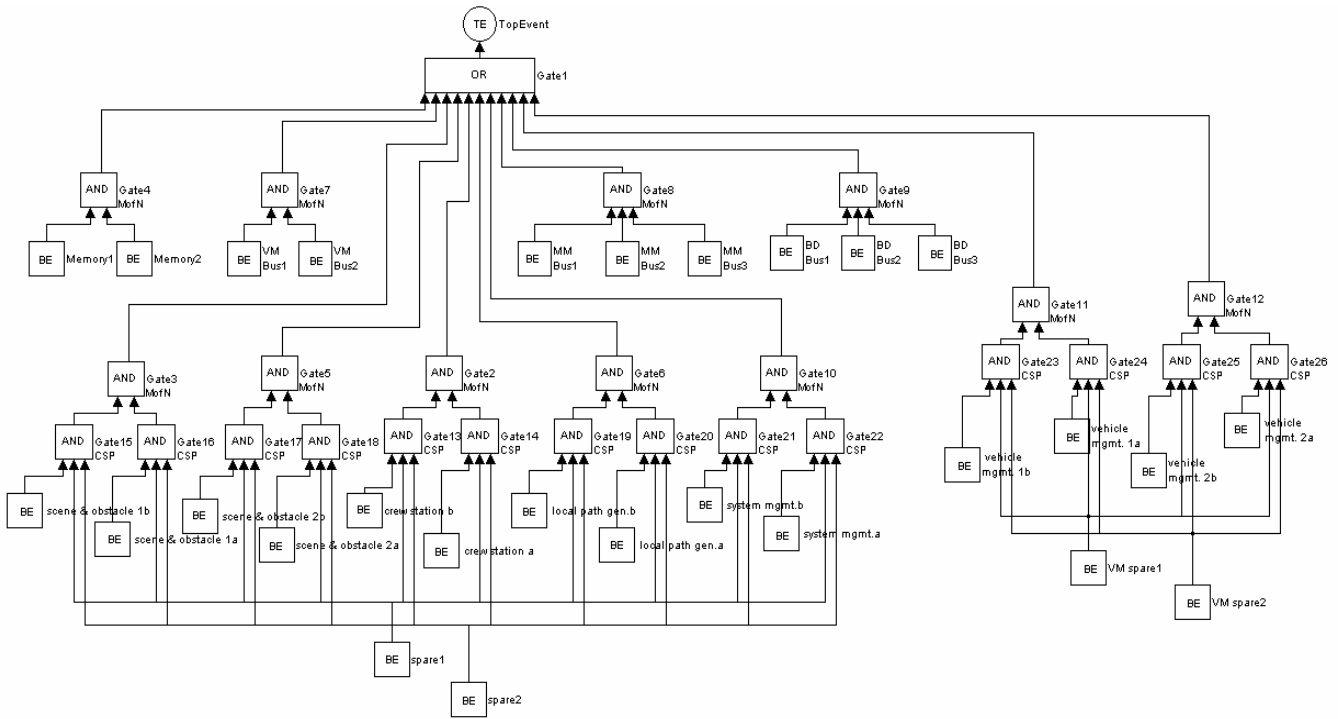 TE TopEvent
OR Gate1
AND Gate4
MofN
AND Gate7
MofN
AND Gate8
MofN
AND Gate9
MofN
BE Memory1
BE Memory2
BE VM
Bus1
BE VM
Bus2
BE MM
Bus1
BE MM
Bus2
BE MM
Bus3
BE BD
Bus1
BE BD
Bus2
BE BD
Bus3
AND Gate11
MofN
AND Gate12
MofN
AND Gate3
MofN
AND Gate5
MofN
AND Gate2
MofN
AND Gate6
MofN
AND Gate10
MofN
AND Gate23
CSP
AND Gate24
CSP
AND Gate25
CSP
AND Gate26
CSP
AND Gate15
CSP
AND Gate16
CSP
AND Gate17
CSP
AND Gate18
CSP
AND Gate13
CSP
AND Gate14
CSP
AND Gate19
CSP
AND Gate20
CSP
AND Gate21
CSP
AND Gate22
CSP
BE vehicle
mgmt. 1b
BE vehicle
mgmt. 1a
BE vehicle
mgmt. 2b
BE vehicle
mgmt. 2a
BE scene & obstacle 1b
BE scene & obstacle 1a
BE scene & obstacle 2b
BE scene & obstacle 2a
BE crew station b
BE crew station a
BE local path gen.b
BE local path gen.a
BE system mgmt.b
BE system mgmt.a
BE VM spare1
BE VM spare2
BE spare1
BE spare2